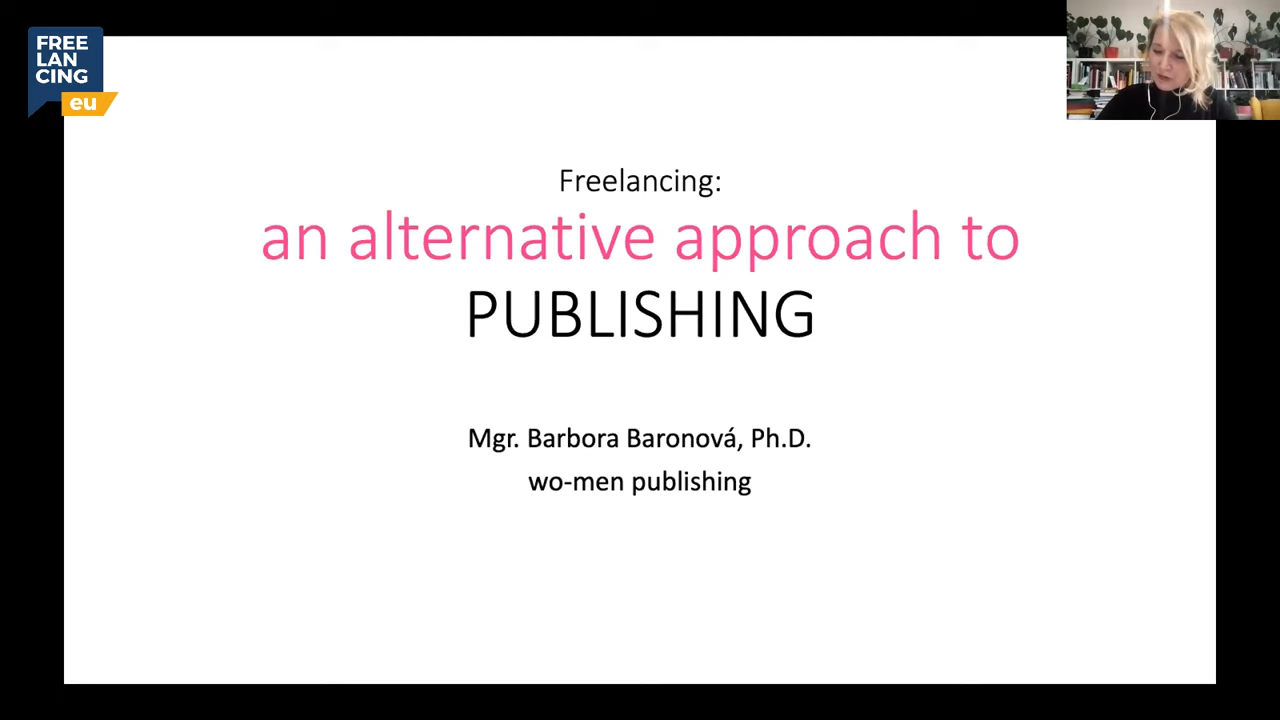 FREE
LAN
CING
eu
Freelancing:
an alternative approach to
PUBLISHING
Mgr. Barbora Baronová, Ph.D.
wo-men publishing